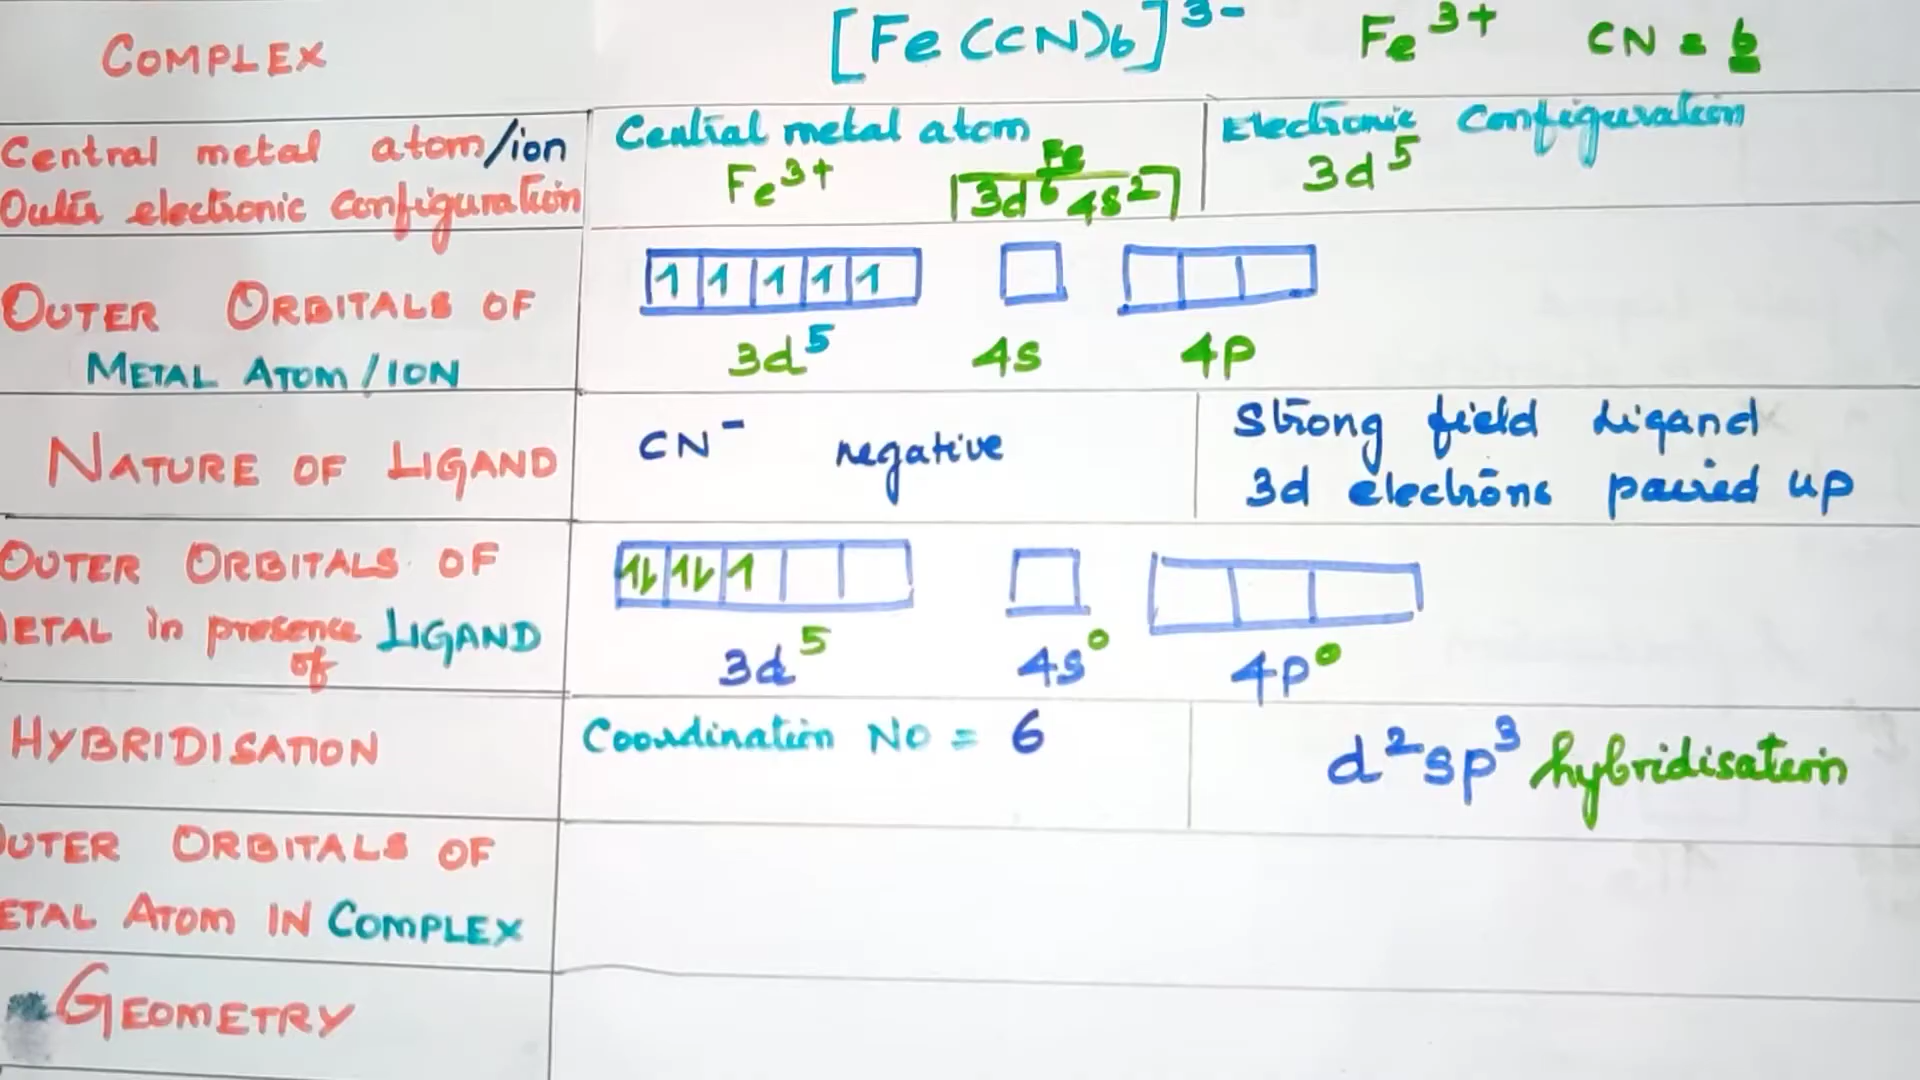 COMPLEX
[Fe(CN)6]3- Fe3+ CN = 6
Central metal atom/ion
Outer electronic configuration
Central metal atom
Fe3+
Fe
3d6 4s2
Electronic Configuration
3d5
OUTER ORBITALS OF
METAL ATOM/ION
1 1 1 1 1
3d5 4s 4p
NATURE OF LIGAND
CN- negative
Strong field Ligand
3d electrons paired up
OUTER ORBITALS OF
ETAL in presence of LIGAND
1⇂ 1⇂ 1
3d5 4s0 4p0
HYBRIDISATION
Coordination No = 6
d2sp3 hybridisation
UTER ORBITALS OF
ETAL ATOM IN COMPLEX
GEOMETRY